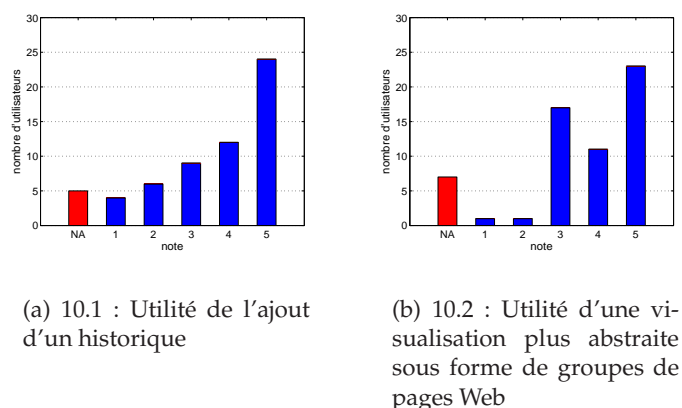 30
25
20
15
10
5
0
nombre d'utilisateurs
NA 1 2 3 4 5
note
(a) 10.1 : Utilité de l'ajout
d'un historique
30
25
20
15
10
5
0
nombre d'utilisateurs
NA 1 2 3 4 5
note
(b) 10.2 : Utilité d'une vi-
sualisation plus abstraite
sous forme de groupes de
pages Web